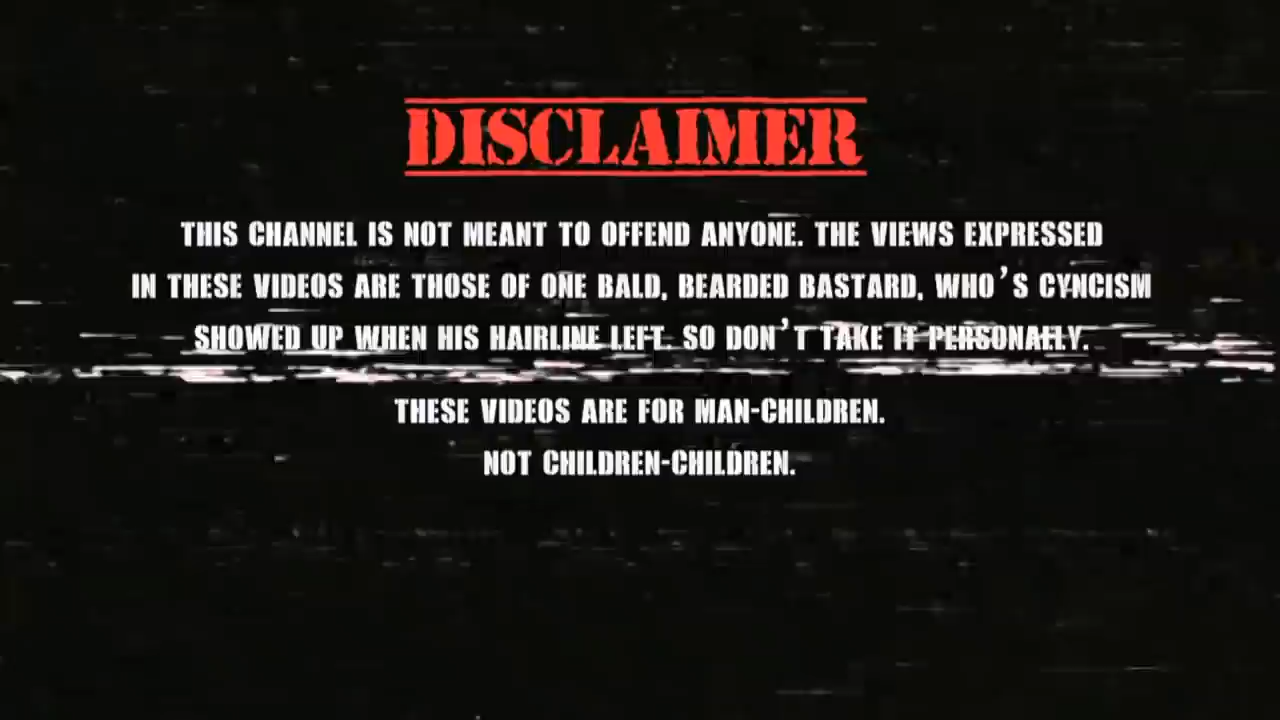 DISCLAIMER
THIS CHANNEL IS NOT MEANT TO OFFEND ANYONE. THE VIEWS EXPRESSED
IN THESE VIDEOS ARE THOSE OF ONE BALD, BEARDED BASTARD, WHO'S CYNCISM
SHOWED UP WHEN HIS HAIRLINE LEFT. SO DON'T TAKE IT PERSONALLY.
THESE VIDEOS ARE FOR MAN-CHILDREN.
NOT CHILDREN-CHILDREN.